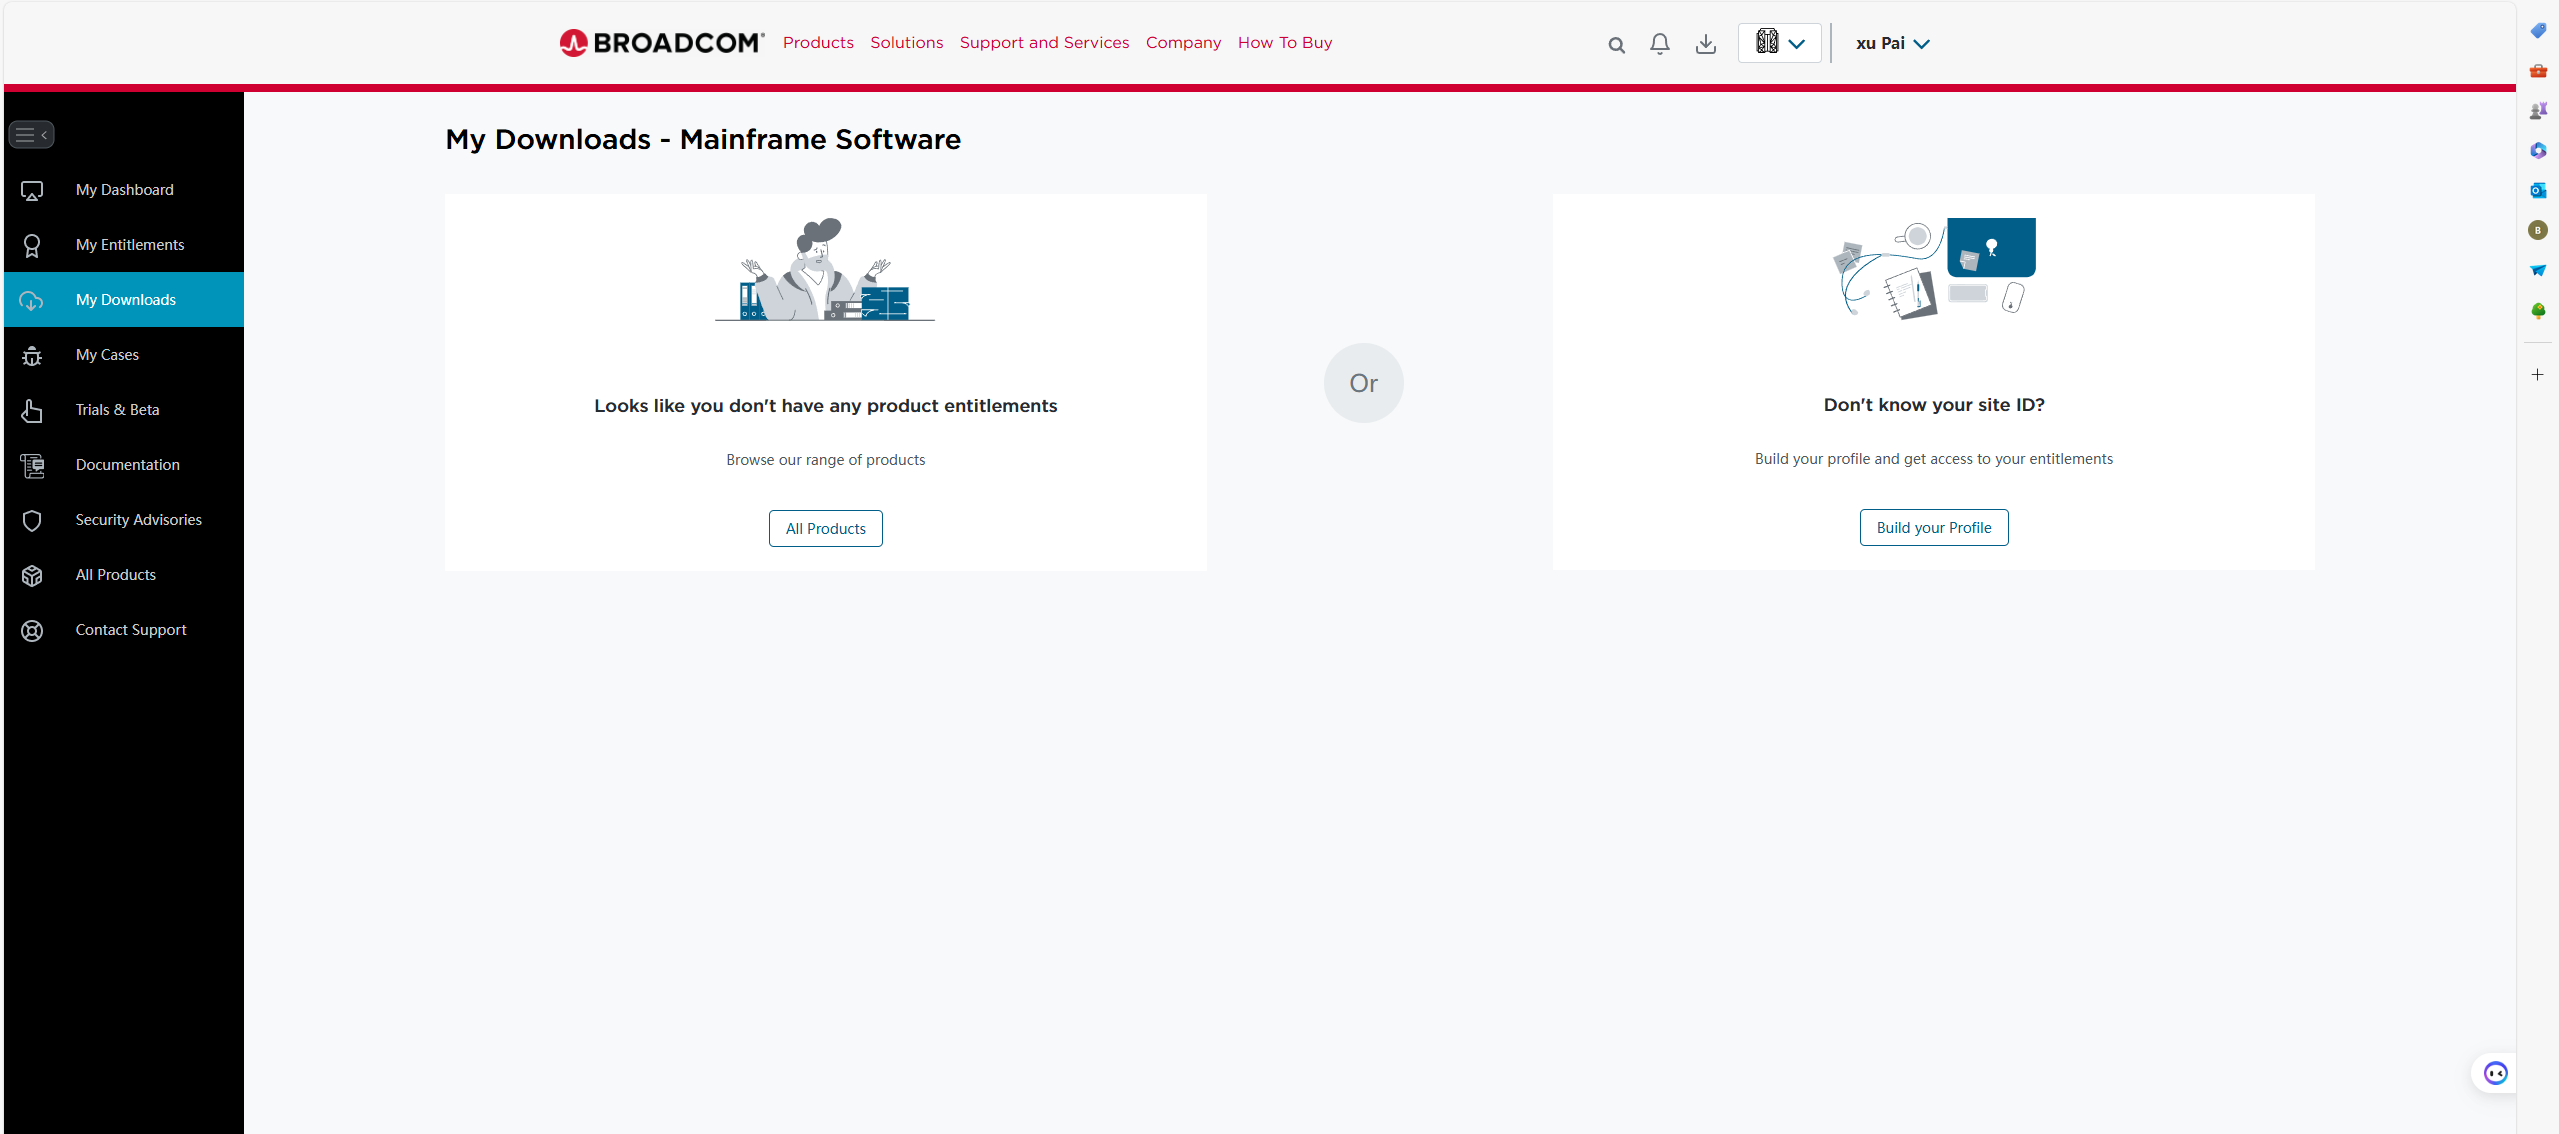 BROADCOM
Products Solutions Support and Services Company How To Buy
xu Pai
My Downloads - Mainframe Software
My Dashboard
My Entitlements
My Downloads
My Cases
Trials & Beta
Documentation
Security Advisories
All Products
Contact Support
Looks like you don't have any product entitlements
Browse our range of products
All Products
Or
Don't know your site ID?
Build your profile and get access to your entitlements
Build your Profile
B